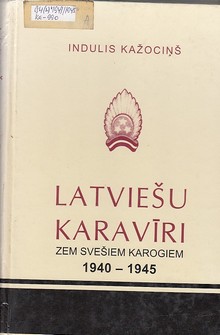 INDULIS KAŽOCIŅŠ
LATVIEŠU
KARAVĪRI
ZEM SVEŠIEM KAROGIEM
1940 – 1945